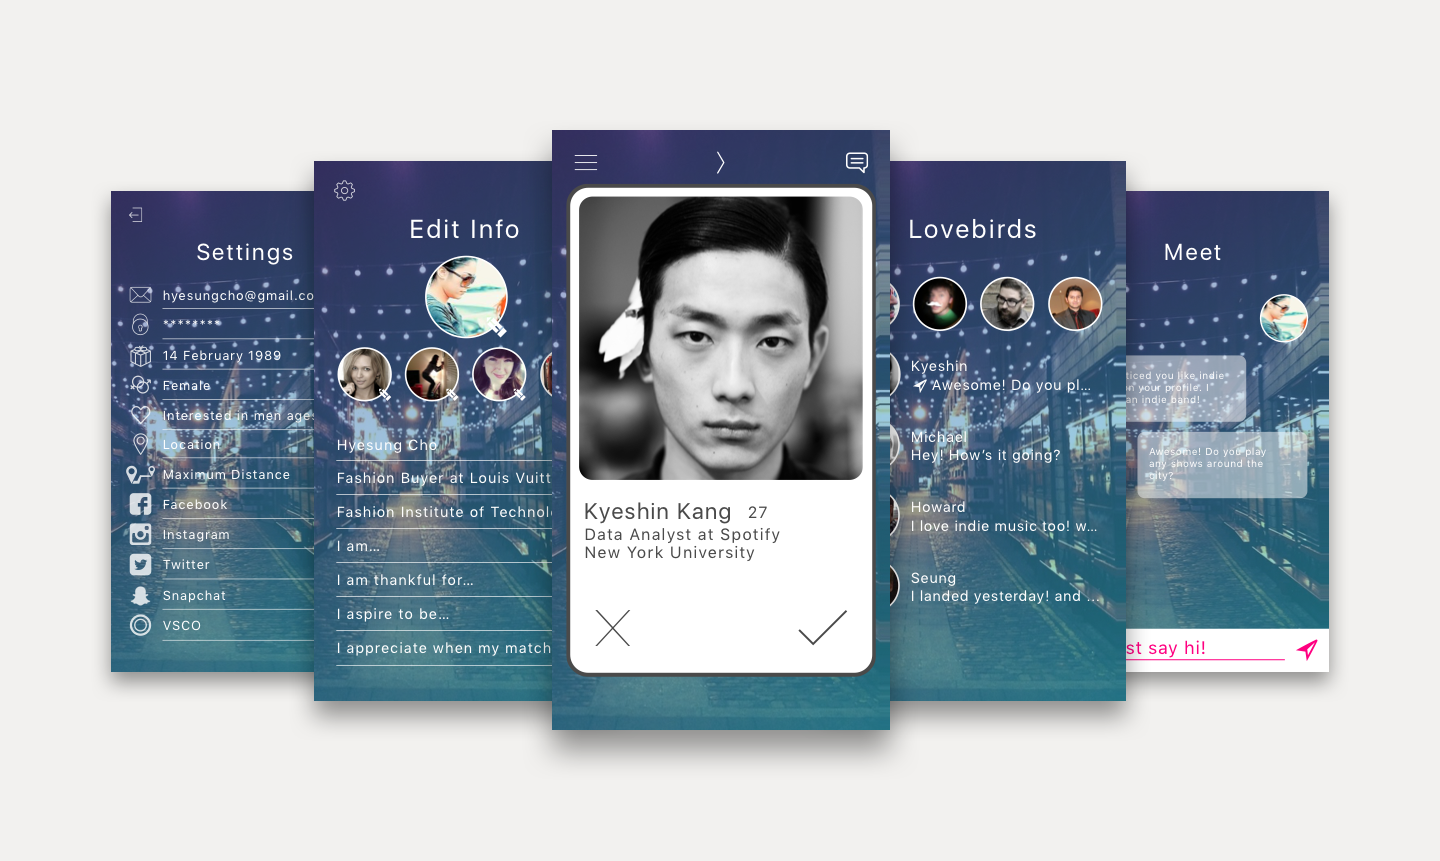 Settings
hyesungcho@gmail.co
********
14 February 1989
Female
Interested in men ages
Location
Maximum Distance
Facebook
Instagram
Twitter
Snapchat
VSCO
Edit Info
Hyesung Cho
Fashion Buyer at Louis Vuitt
Fashion Institute of Technol
I am...
I am thankful for...
I aspire to be...
I appreciate when my match
Kyeshin Kang 27
Data Analyst at Spotify
New York University
Lovebirds
Kyeshin
Awesome! Do you pl...
Michael
Hey! How's it going?
Howard
I love indie music too! w...
Seung
I landed yesterday! and ...
Meet
ticed you like indie
on your profile. I
an indie band!
Awesome! Do you play
any shows around the
city?
st say hi!